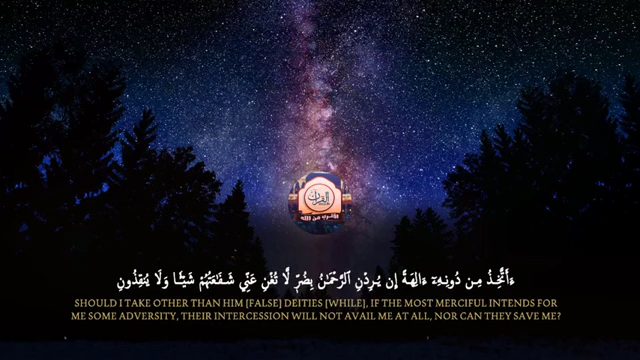 القرآن
ءَأَتَّخِذُ مِن دُونِهِۦٓ ءَالِهَةً إِن يُرِدْنِ ٱلرَّحْمَٰنُ بِضُرٍّ لَّا تُغْنِ عَنِّي شَفَٰعَتُهُمْ شَيْـًٔا وَلَا يُنقِذُونِ
SHOULD I TAKE OTHER THAN HIM [FALSE] DEITIES [WHILE], IF THE MOST MERCIFUL INTENDS FOR
ME SOME ADVERSITY, THEIR INTERCESSION WILL NOT AVAIL ME AT ALL, NOR CAN THEY SAVE ME?